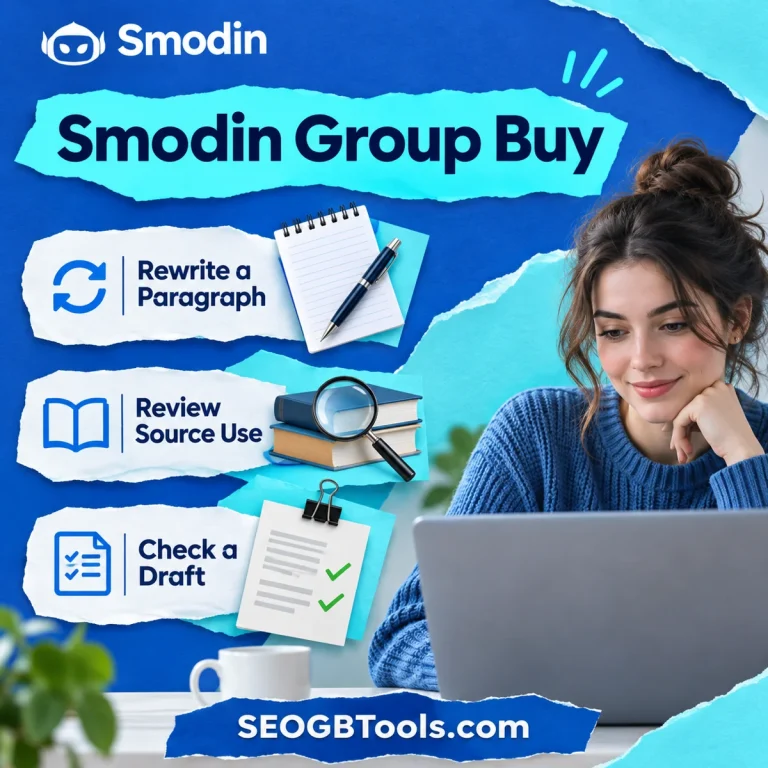 Smodin
Smodin Group Buy
Rewrite a
Paragraph
Review
Source Use
Check a
Draft
SEOGBTools.com